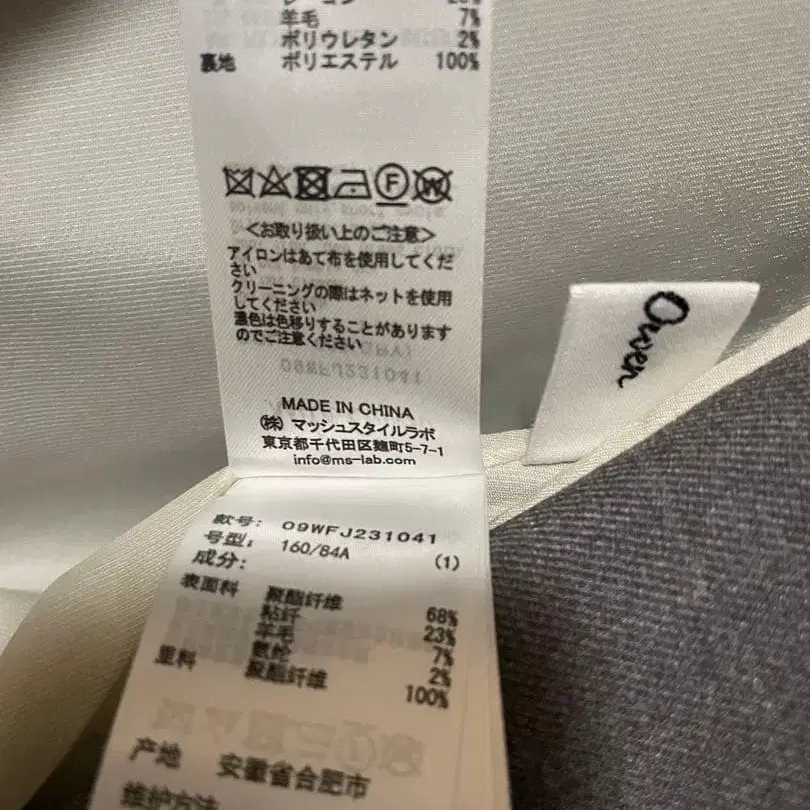 羊毛 7%
ポリウレタン 2%
裏地 ポリエステル 100%
F W
<お取り扱い上のご注意>
アイロンはあて布を使用してくだ
さい
クリーニングの際はネットを使用
してください
濃色は色移りすることがあります
のでご注意ください
09WFJ231041
MADE IN CHINA
(株) マッシュスタイルラボ
東京都千代田区麹町5-7-1
info@ms-lab.com
Owen
款号: 09WFJ231041
号型: 160/84A (1)
成分:
表面料 聚酯纤维 68%
粘纤 23%
羊毛 7%
氨纶 2%
里料 聚酯纤维 100%
产地 安徽省合肥市
维护方法